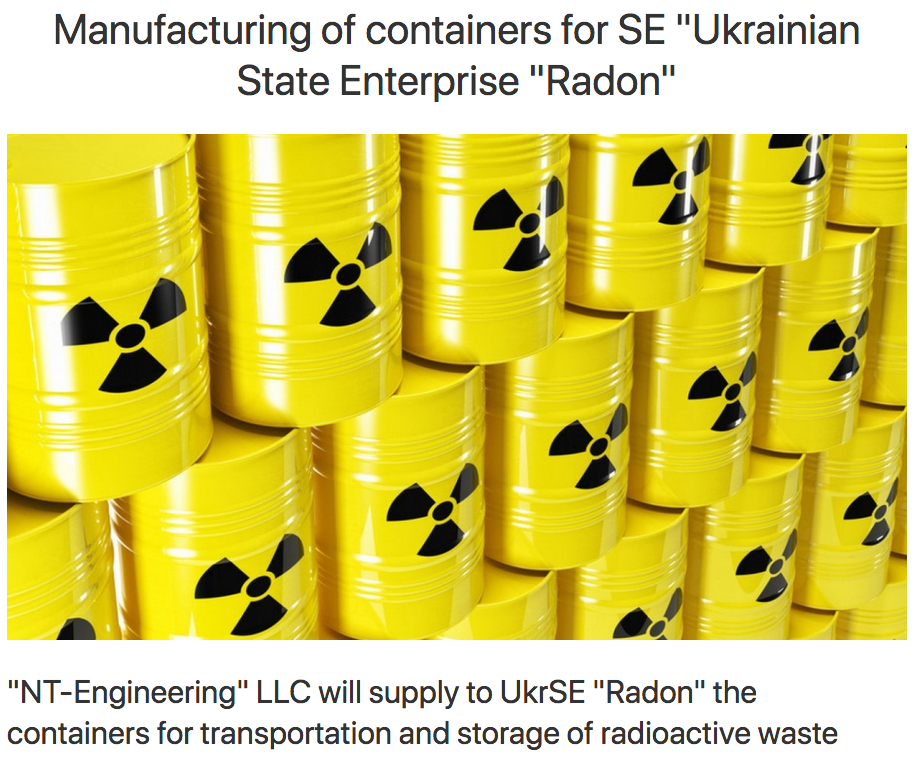 Manufacturing of containers for SE "Ukrainian
State Enterprise "Radon"
"NT-Engineering" LLC will supply to UkrSE "Radon" the
containers for transportation and storage of radioactive waste